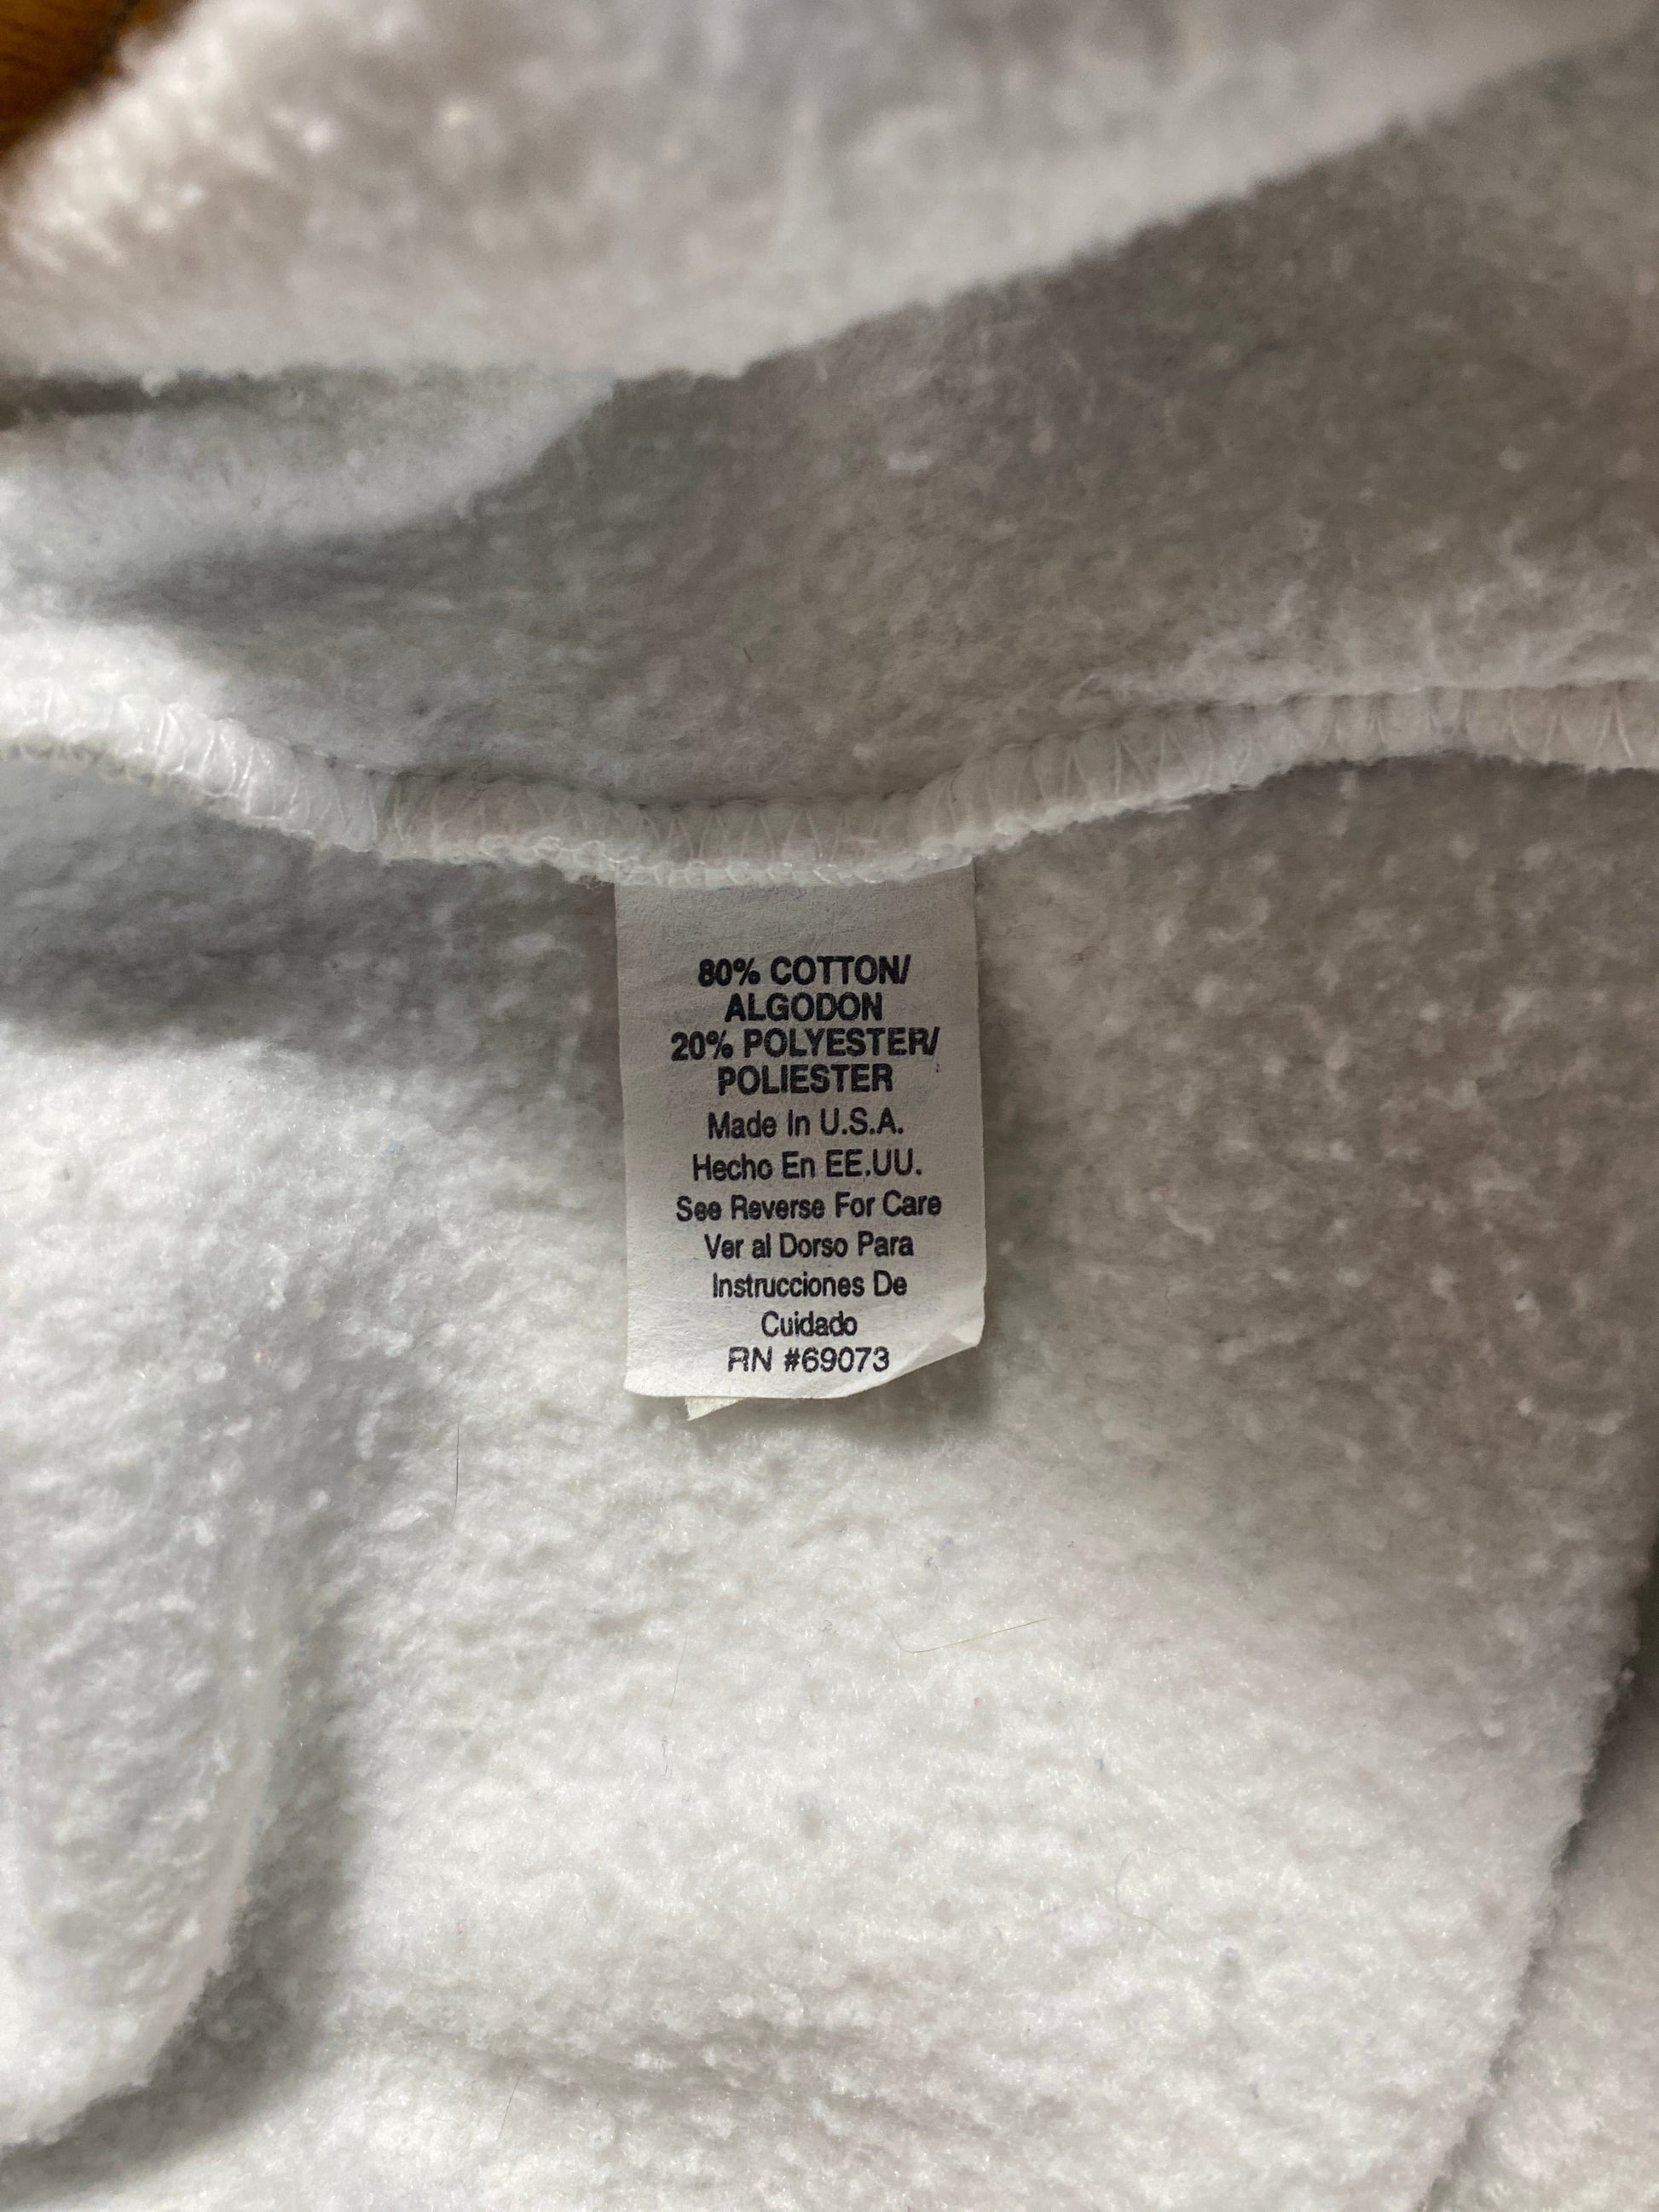 80% COTTON/
ALGODON
20% POLYESTER/
POLIESTER
Made In U.S.A.
Hecho En EE.UU.
See Reverse For Care
Ver al Dorso Para
Instrucciones De
Cuidado
RN #69073